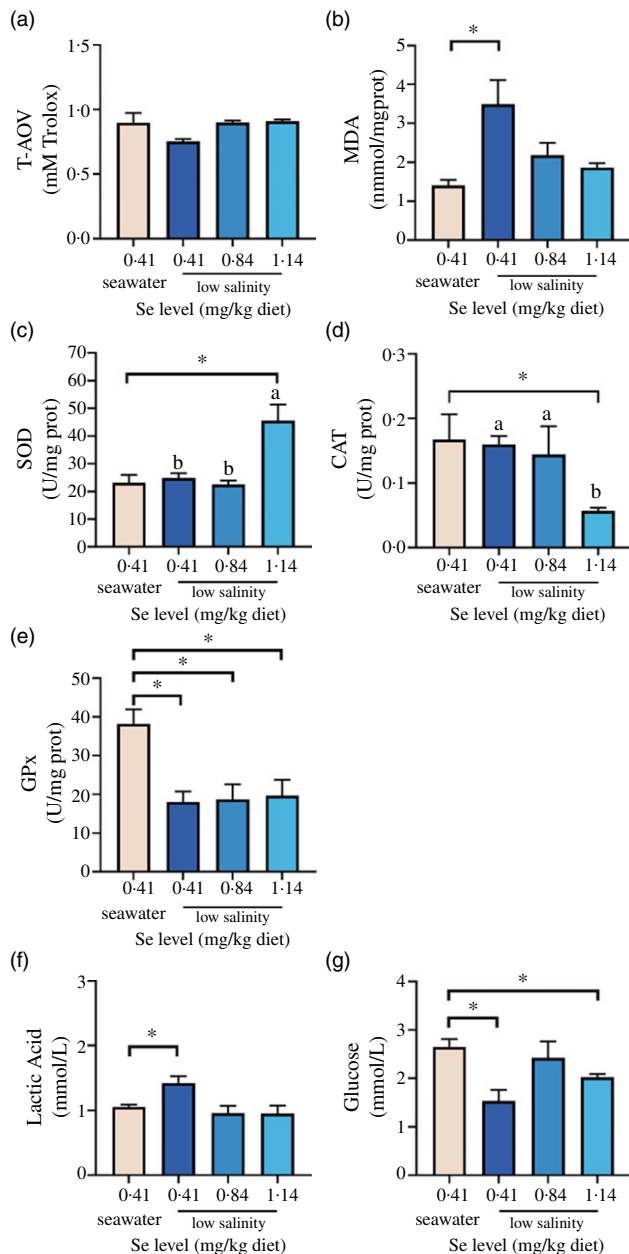 (a)
T-AOV
(mM Trolox)
1·5
1·0
0·5
0·0
0·41 0·41 0·84 1·14
seawater low salinity
Se level (mg/kg diet)
(b)
MDA
(nmmol/mgprot)
5
4
3
2
1
0
*
0·41 0·41 0·84 1·14
seawater low salinity
Se level (mg/kg diet)
(c)
SOD
(U/mg prot)
70
60
50
40
30
20
10
0
*
b b a
0·41 0·41 0·84 1·14
seawater low salinity
Se level (mg/kg diet)
(d)
CAT
(U/mg prot)
0·3
0·2
0·1
0·0
*
a a b
0·41 0·41 0·84 1·14
seawater low salinity
Se level (mg/kg diet)
(e)
GPx
(U/mg prot)
50
40
30
20
10
0
*
*
*
0·41 0·41 0·84 1·14
seawater low salinity
Se level (mg/kg diet)
(f)
Lactic Acid
(mmol/L)
3
2
1
0
*
0·41 0·41 0·84 1·14
seawater low salinity
Se level (mg/kg diet)
(g)
Glucose
(mmol/L)
4
3
2
1
0
*
*
0·41 0·41 0·84 1·14
seawater low salinity
Se level (mg/kg diet)